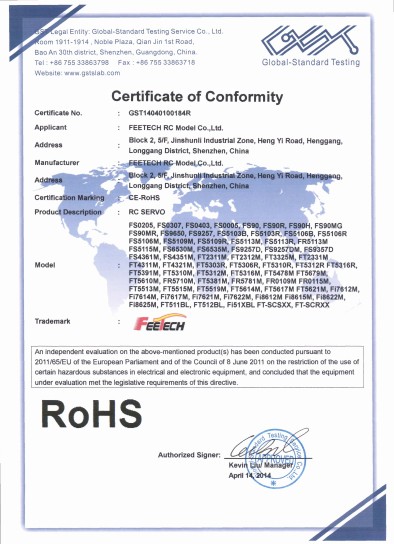 GST Legal Entity: Global-Standard Testing Service Co., Ltd.
Room 1911-1914 , Noble Plaza, Qian Jin 1st Road,
Bao An 30th district, Shenzhen, Guangdong, China.
Tel : +86 755 33863798 Fax : +86 755 33863718
Website: www.gstslab.com
Global-Standard Testing
Certificate of Conformity
Certificate No. : GST14040100184R
Applicant : FEETECH RC Model Co.,Ltd.
Address : Block 2, 5/F, Jinshunli Industrial Zone, Heng Yi Road, Henggang,
Longgang District, Shenzhen, China
Manufacturer : FEETECH RC Model Co.,Ltd.
Address : Block 2, 5/F, Jinshunli Industrial Zone, Heng Yi Road, Henggang,
Longgang District, Shenzhen, China
Certification Marking : CE-RoHS
Product Description : RC SERVO
Model :
FS0205, FS0307, FS0403, FS0005, FS90, FS90R, FS90H, FS90MG
FS90MR, FS9650, FS9257, FS5103B, FS5103R, FS5106B, FS5106R
FS5106M, FS5109M, FS5109R, FS5113M, FS5113R, FR5113M
FS5115M, FS6530M, FS6535M, FS9257D, FS9257DM, FS9357D
FS4361M, FS4351M, FT2311M, FT2312M, FT3325M, FT2331M
FT4311M, FT4321M, FT5303R, FT5306R, FT5310R, FT5312R FT5315R,
FT5391M, FT5310M, FT5312M, FT5316M, FT5478M FT5679M,
FT5610M, FR5710M, FT5381M, FR5781M, FR0109M FR0115M,
FT5513M, FT5515M, FT5519M, FT5614M, FT5617M FT5621M, Fi7612M,
Fi7614M, Fi7617M, Fi7621M, Fi7622M, Fi8612M Fi8615M, Fi8622M,
Fi8625M, FT511BL, FT512BL, Fi51XBL FT-SCSXX, FT-SCRXX
Trademark : FEETECH
An independent evaluation on the above-mentioned product(s) has been conducted pursuant to
2011/65/EU of the European Parliament and of the Council of 8 June 2011 on the restriction of the use of
certain hazardous substances in electrical and electronic equipment, and concluded that the equipment
under evaluation met the legislative requirements of this directive.
RoHS
Authorized Signer:
Kevin Liu/ Manager
April 14, 2014
APPROVED